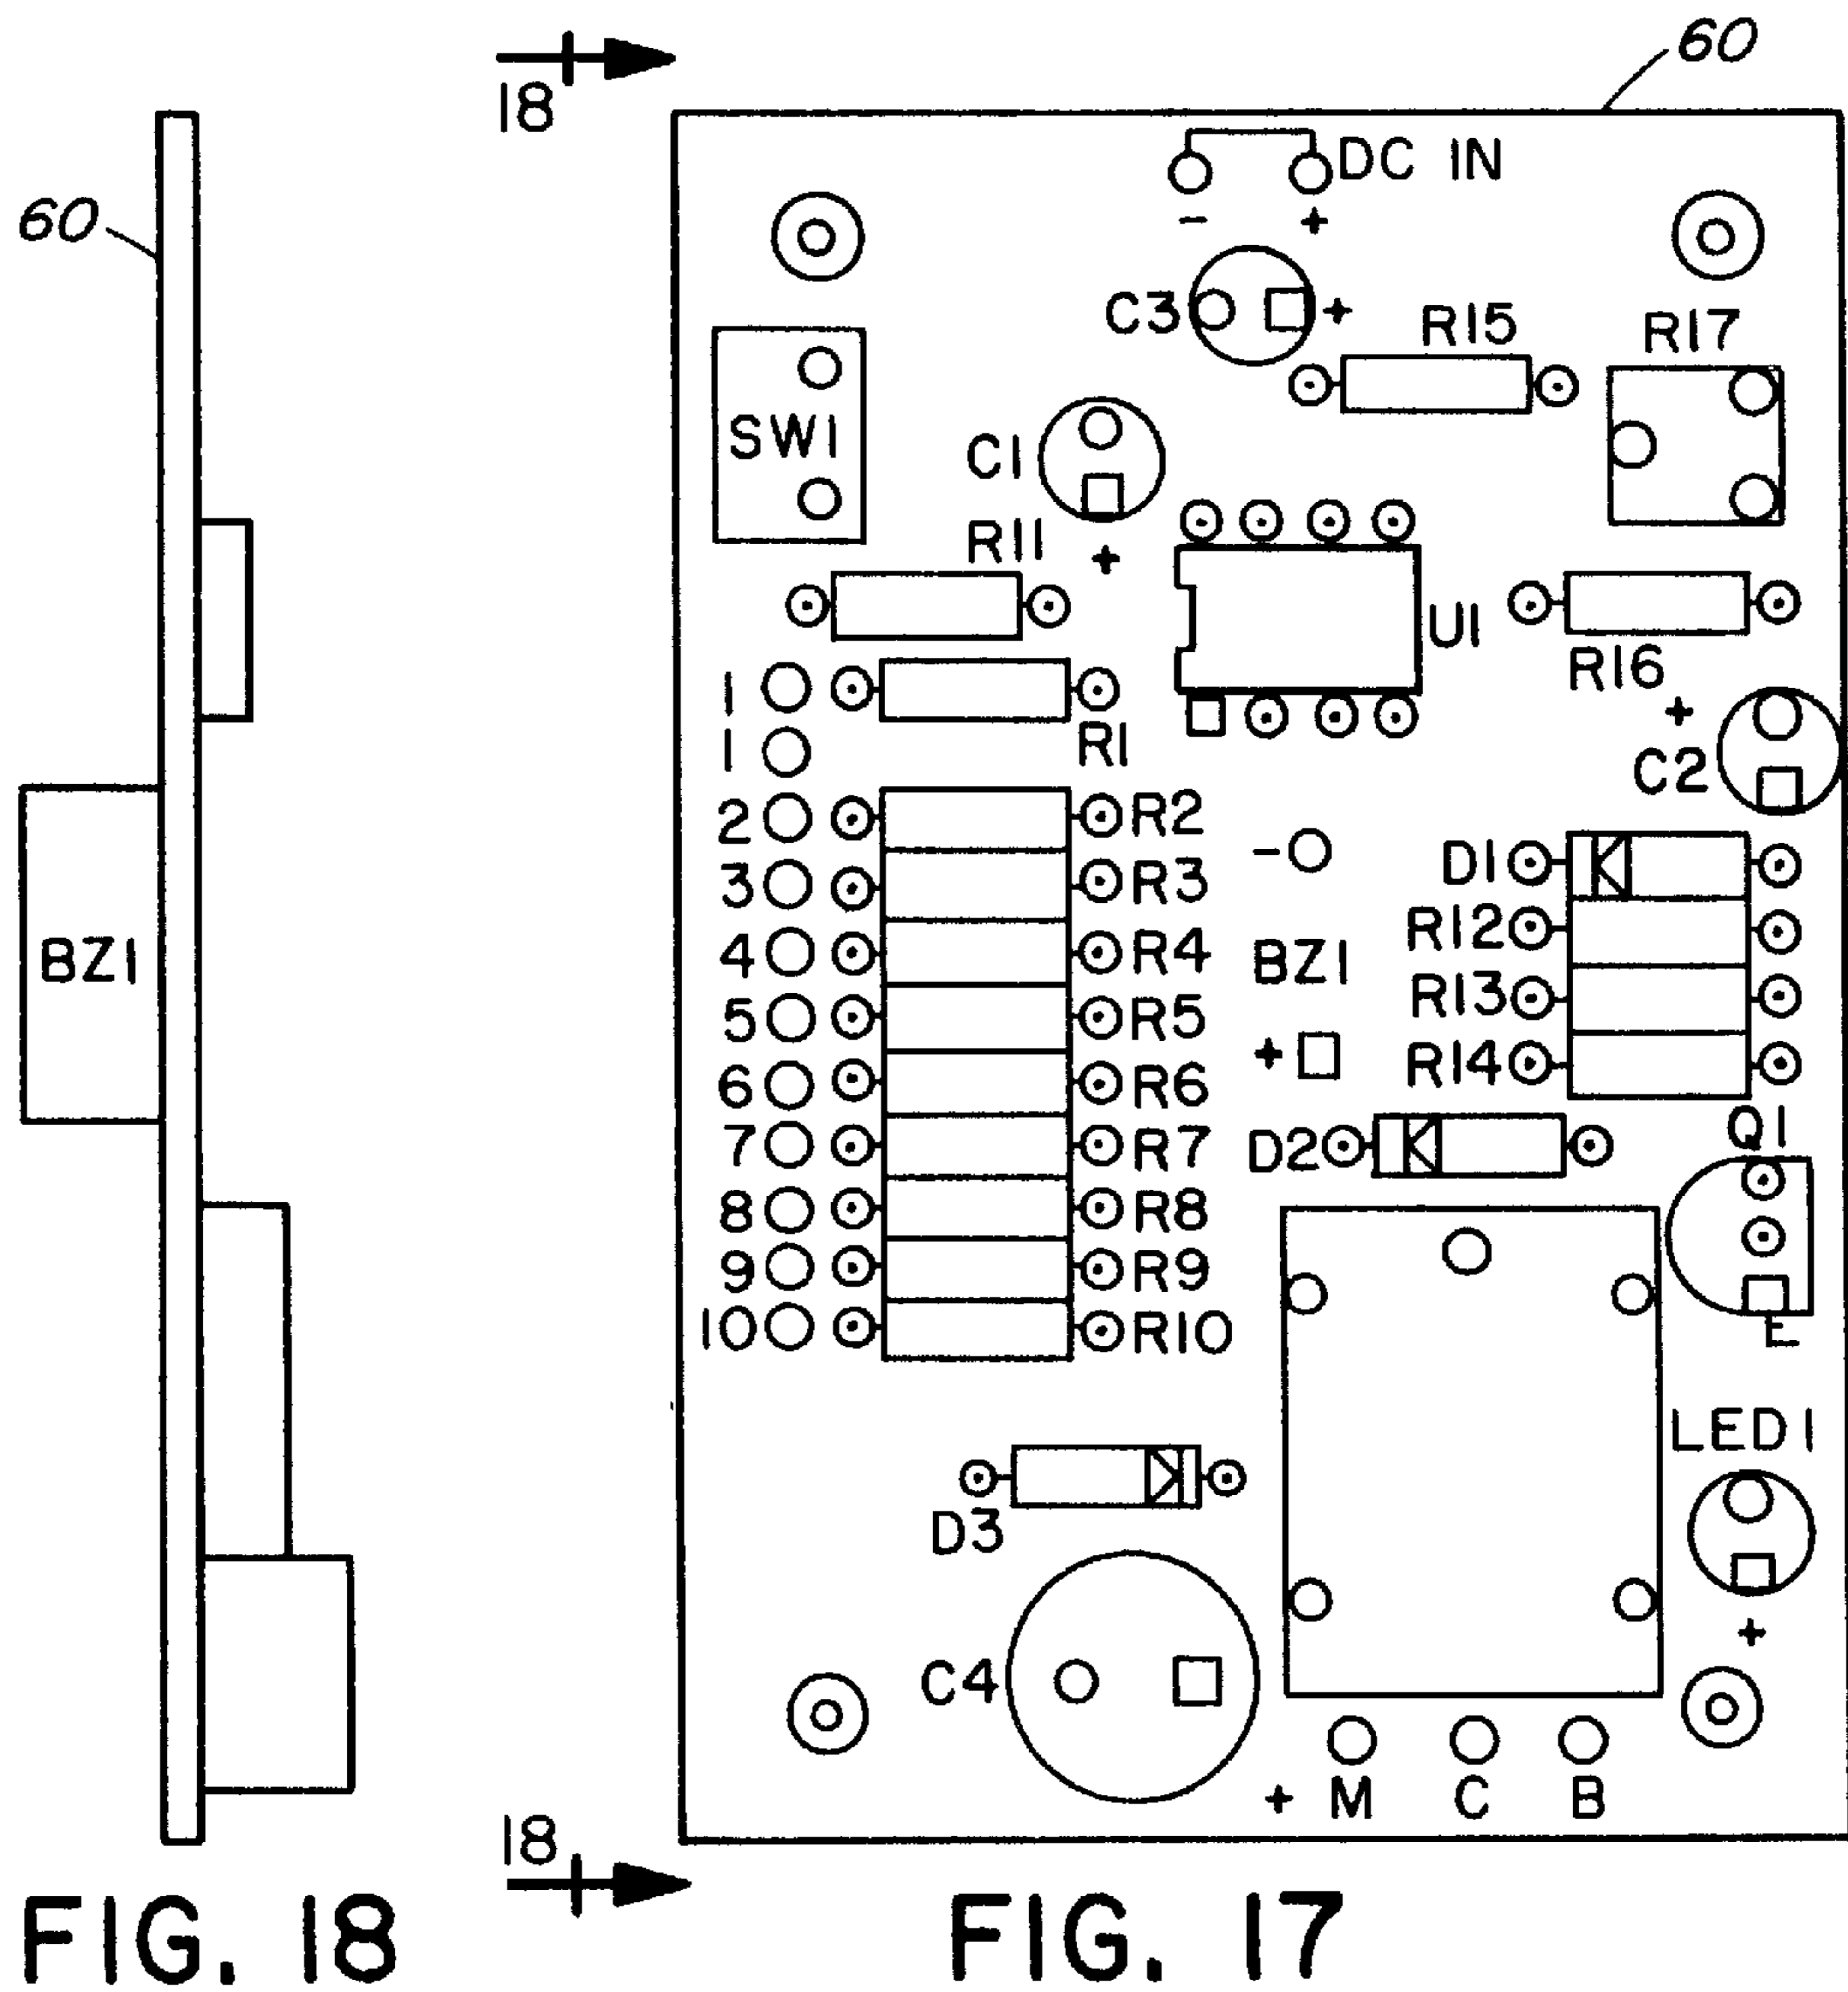 60
BZ1
FIG. 18
18
60
DC IN
- +
C3 +
R15
R17
SW1
C1
+
R11
U1
R16
1
R1
1
+
C2
2 R2
3 R3
4 R4
5 R5
6 R6
7 R7
8 R8
9 R9
10 R10
-
BZ1
+
D1
R12
R13
R14
D2
Q1
E
LED1
+
D3
C4
+ M C B
18
FIG. 17